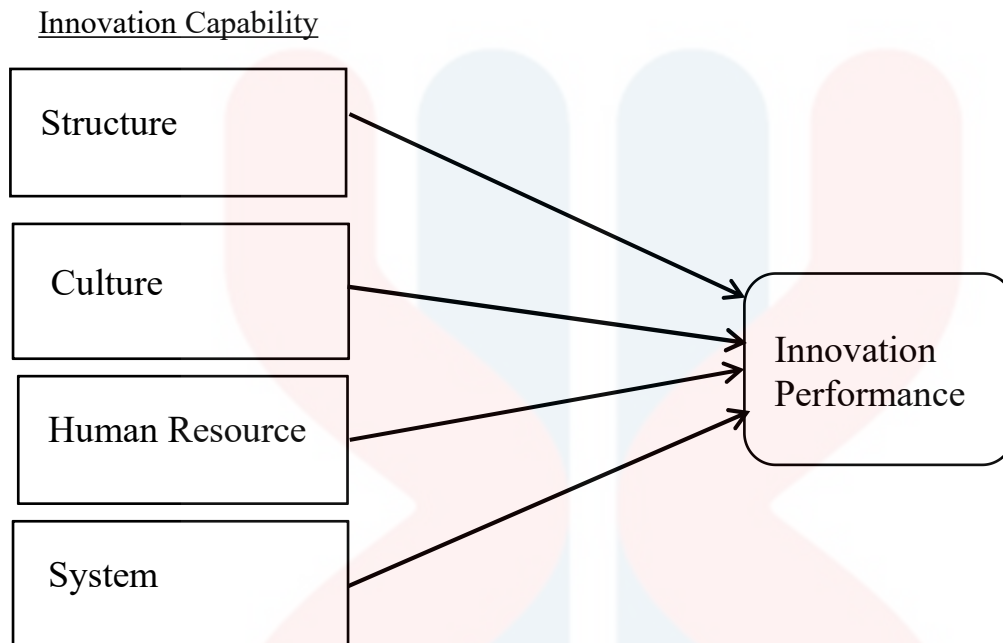 Innovation Capability
Structure
Culture
Human Resource
System
Innovation
Performance